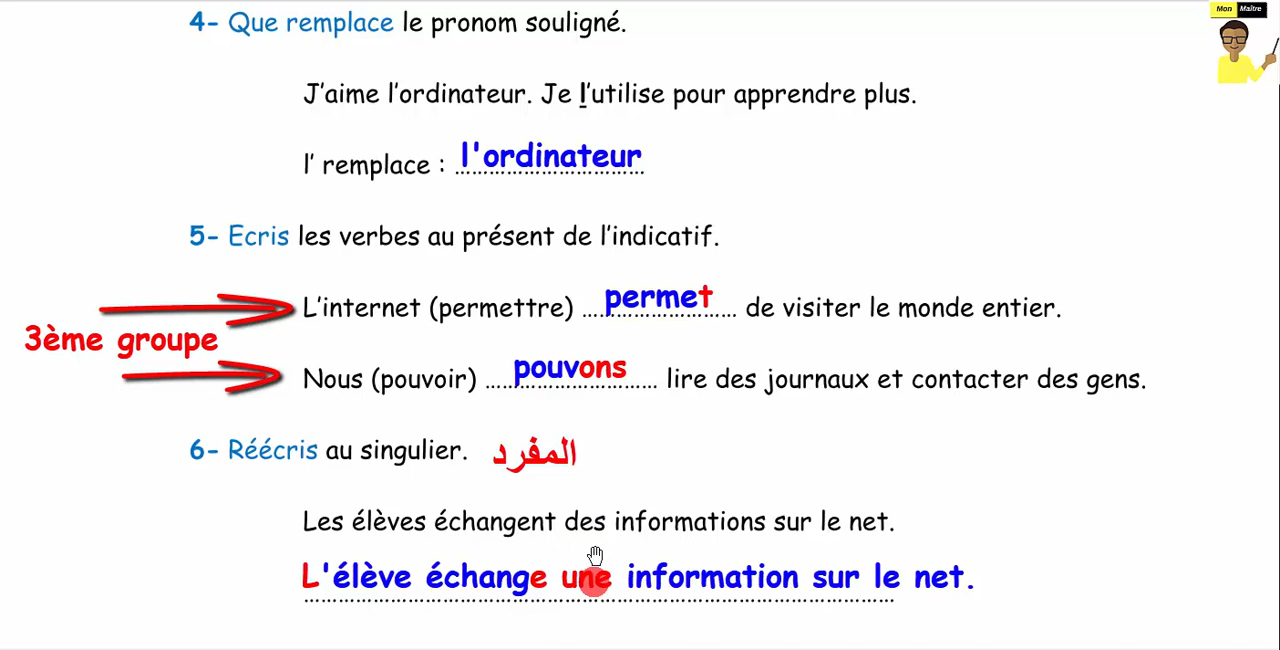 Mon Maître
4- Que remplace le pronom souligné.
J'aime l'ordinateur. Je l'utilise pour apprendre plus.
l' remplace : l'ordinateur
5- Ecris les verbes au présent de l'indicatif.
L'internet (permettre) permet de visiter le monde entier.
3ème groupe
Nous (pouvoir) pouvons lire des journaux et contacter des gens.
6- Réécris au singulier. المفرد
Les élèves échangent des informations sur le net.
L'élève échange une information sur le net.